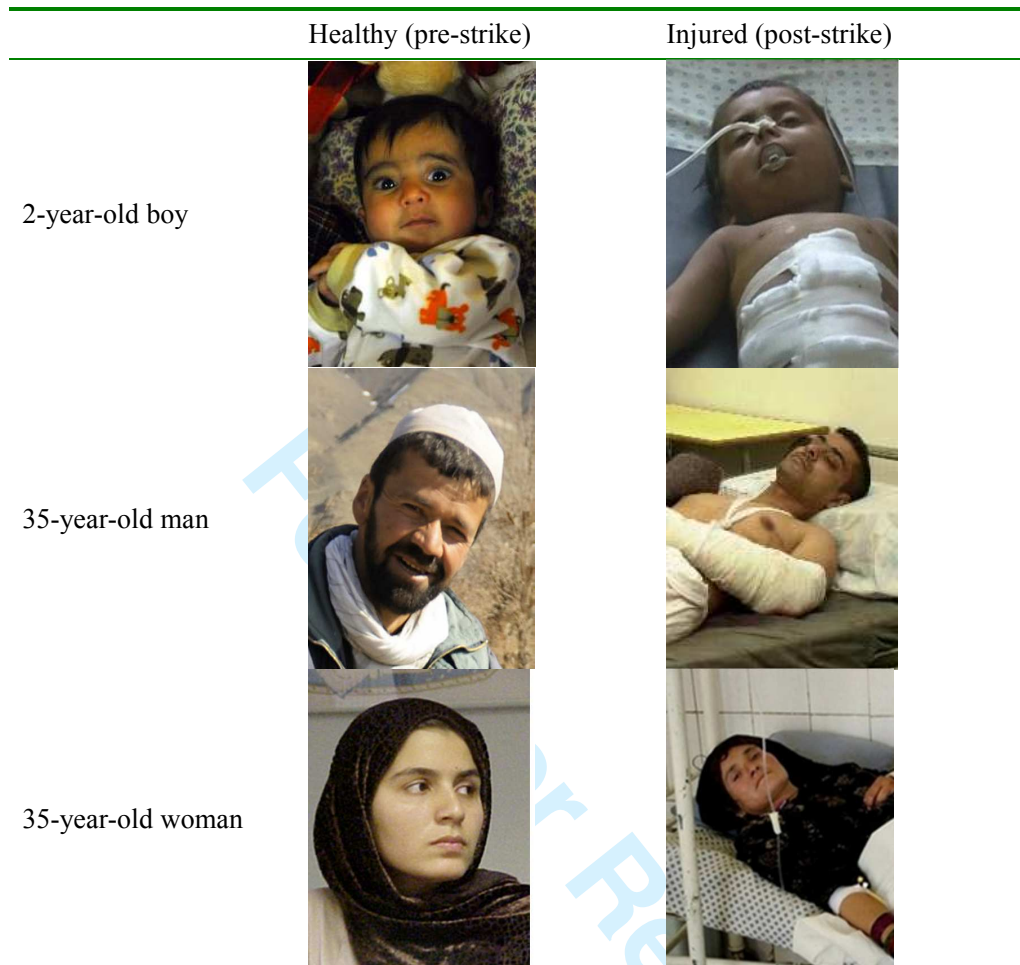 Healthy (pre-strike) Injured (post-strike)
2-year-old boy
35-year-old man
35-year-old woman